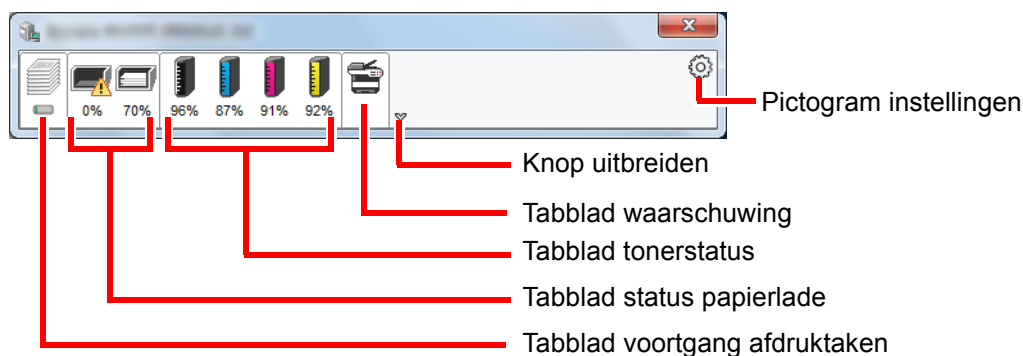 0% 70% 96% 87% 91% 92%
Pictogram instellingen
Knop uitbreiden
Tabblad waarschuwing
Tabblad tonerstatus
Tabblad status papierlade
Tabblad voortgang afdruktaken